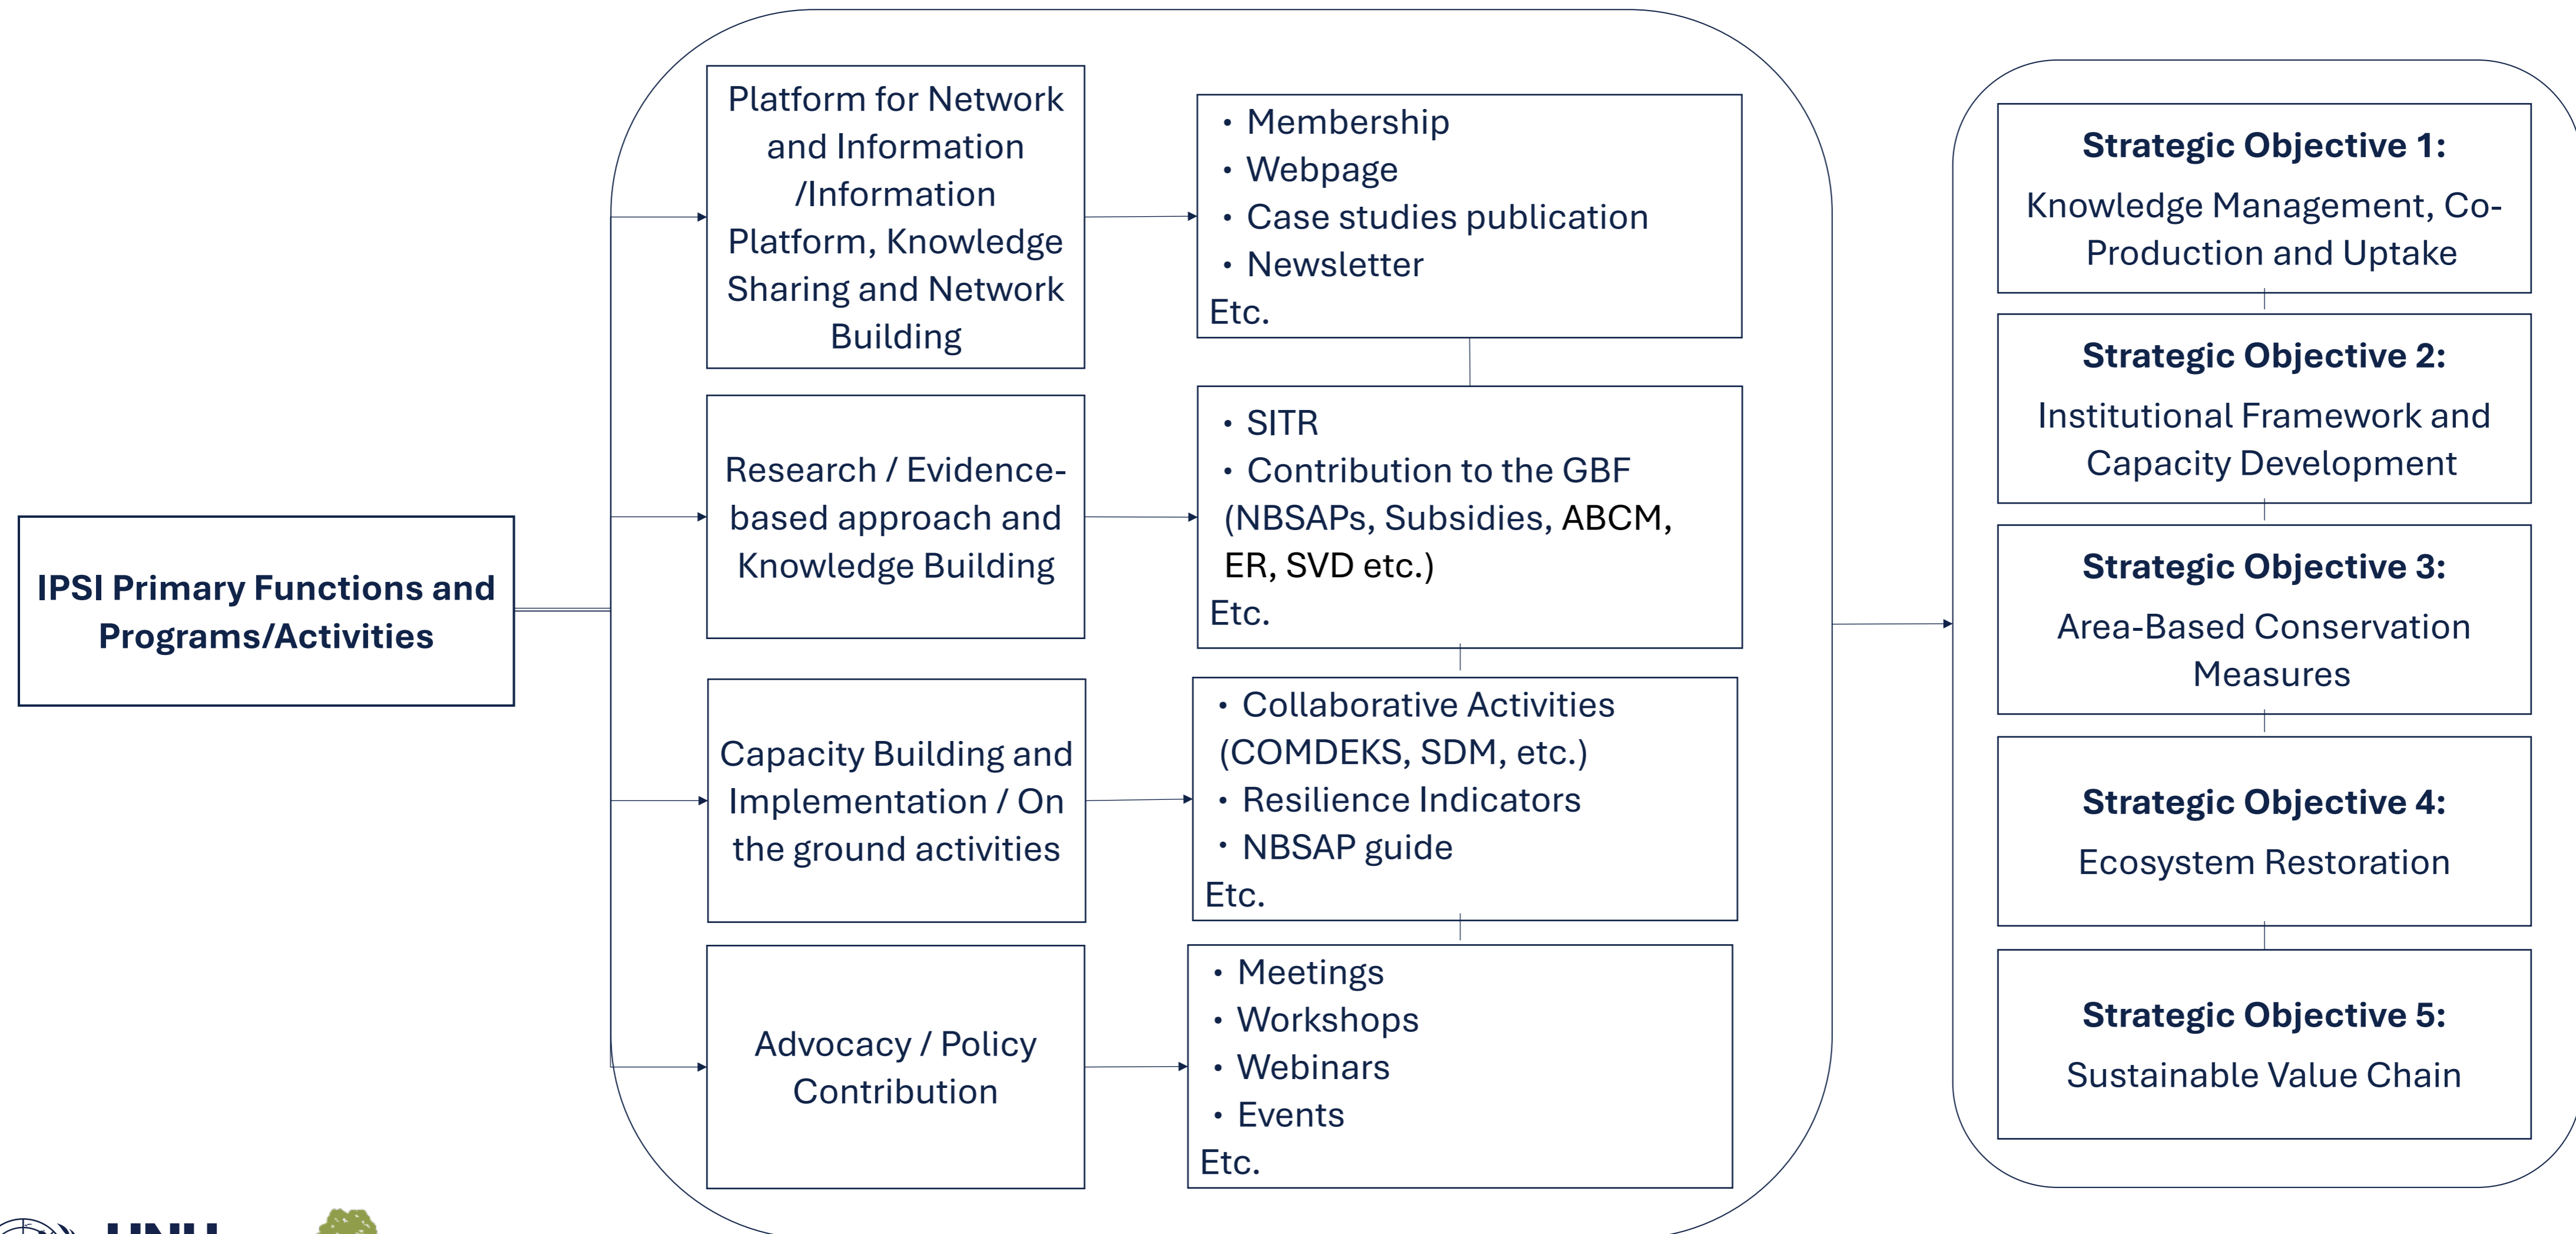 IPSI Primary Functions and
Programs/Activities
Platform for Network
and Information
/Information
Platform, Knowledge
Sharing and Network
Building
• Membership
• Webpage
• Case studies publication
• Newsletter
Etc.
Research / Evidence-
based approach and
Knowledge Building
• SITR
• Contribution to the GBF
(NBSAPs, Subsidies, ABCM,
ER, SVD etc.)
Etc.
Capacity Building and
Implementation / On
the ground activities
• Collaborative Activities
(COMDEKS, SDM, etc.)
• Resilience Indicators
• NBSAP guide
Etc.
Advocacy / Policy
Contribution
• Meetings
• Workshops
• Webinars
• Events
Etc.
Strategic Objective 1:
Knowledge Management, Co-
Production and Uptake
Strategic Objective 2:
Institutional Framework and
Capacity Development
Strategic Objective 3:
Area-Based Conservation
Measures
Strategic Objective 4:
Ecosystem Restoration
Strategic Objective 5:
Sustainable Value Chain